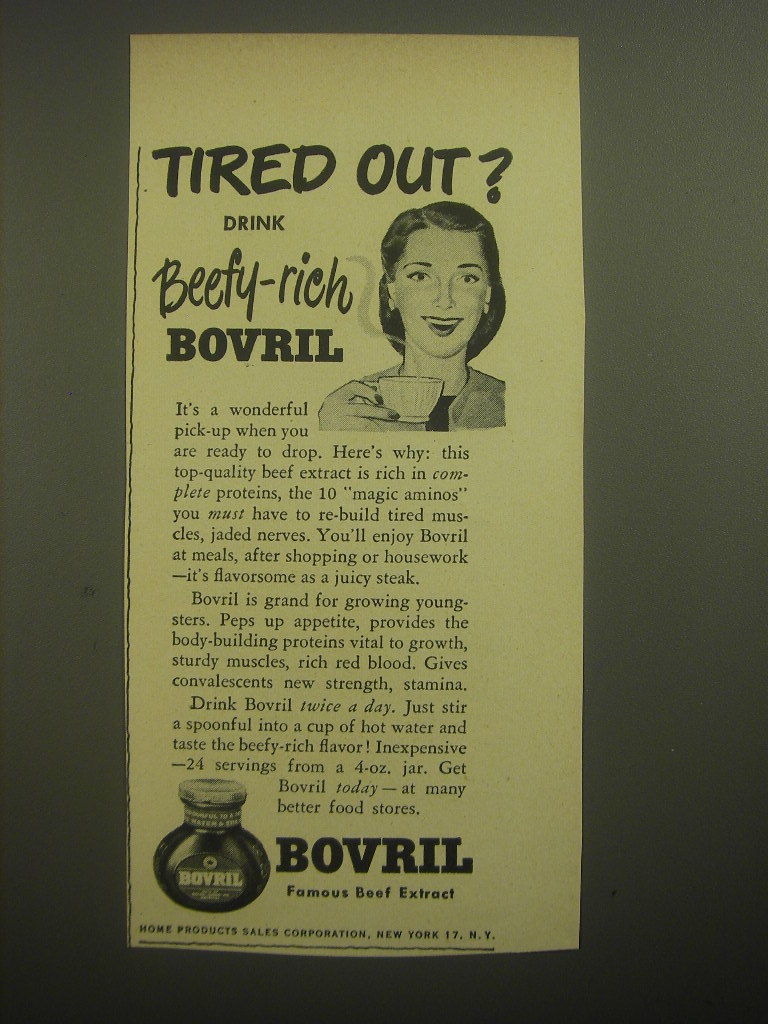 TIRED OUT?
DRINK
Beefy-rich
BOVRIL
It's a wonderful
pick-up when you
are ready to drop. Here's why: this
top-quality beef extract is rich in com-
plete proteins, the 10 "magic aminos"
you must have to re-build tired mus-
cles, jaded nerves. You'll enjoy Bovril
at meals, after shopping or housework
—it's flavorsome as a juicy steak.
Bovril is grand for growing young-
sters. Peps up appetite, provides the
body-building proteins vital to growth,
sturdy muscles, rich red blood. Gives
convalescents new strength, stamina.
Drink Bovril twice a day. Just stir
a spoonful into a cup of hot water and
taste the beefy-rich flavor! Inexpensive
—24 servings from a 4-oz. jar. Get
Bovril today — at many
better food stores.
BOVRIL
BOVRIL
Famous Beef Extract
HOME PRODUCTS SALES CORPORATION, NEW YORK 17, N.Y.